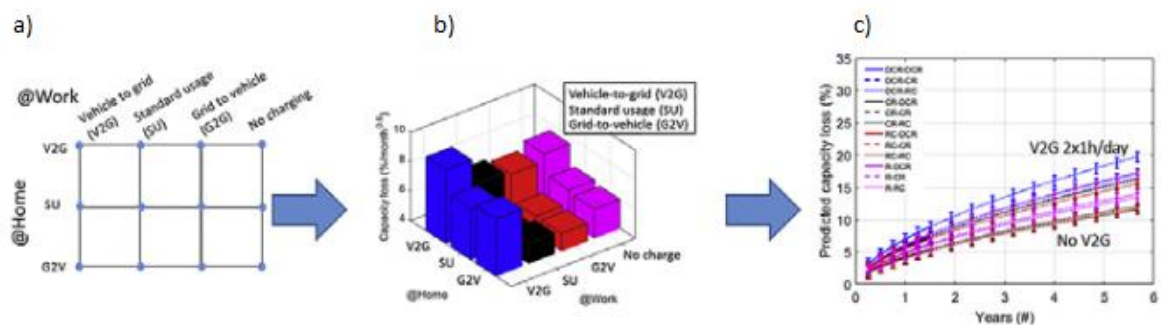 a)
b)
c)
@Work
Vehicle to grid
(V2G)
Standard usage
(SU)
Grid to vehicle
(G2G)
No charging
@Home
V2G
SU
G2V
Capacity loss (%/month
10
8
6
4
Vehicle-to-grid (V2G)
Standard usage (SU)
Grid-to-vehicle (G2V)
V2G
SU
G2V
@Home
V2G
SU
G2V
No charge
@Work
Predicted capacity loss (%)
35
30
25
20
15
10
5
0
DCR-DCR
DCR-CR
DCR-RC
CR-DCR
CR-CR
CR-RC
RC-DCR
RC-CR
RC-RC
R-DCR
R-CR
R-RC
V2G 2x1h/day
No V2G
0 1 2 3 4 5 6
Years (#)